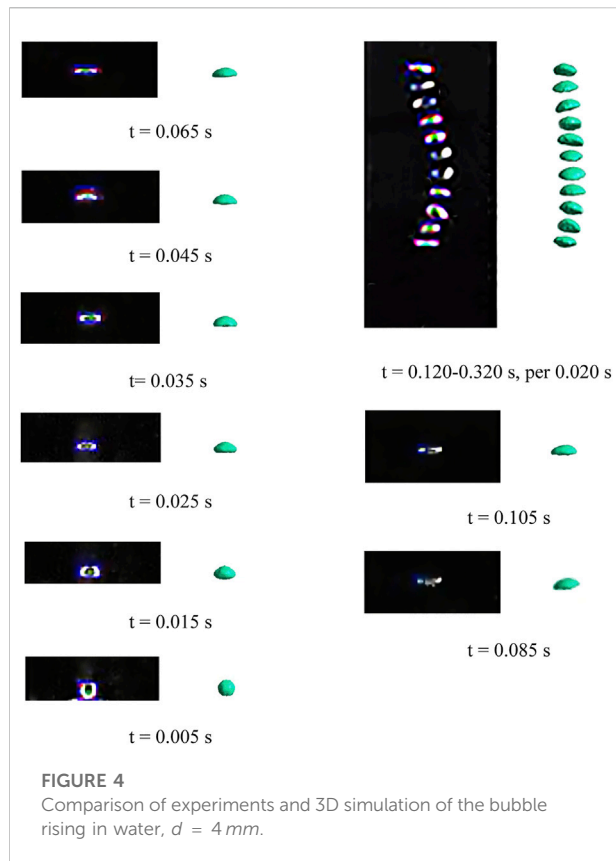 t = 0.065 s
t = 0.045 s
t= 0.035 s
t = 0.025 s
t = 0.015 s
t = 0.005 s
t = 0.120-0.320 s, per 0.020 s
t = 0.105 s
t = 0.085 s
FIGURE 4
Comparison of experiments and 3D simulation of the bubble
rising in water, d = 4 mm.